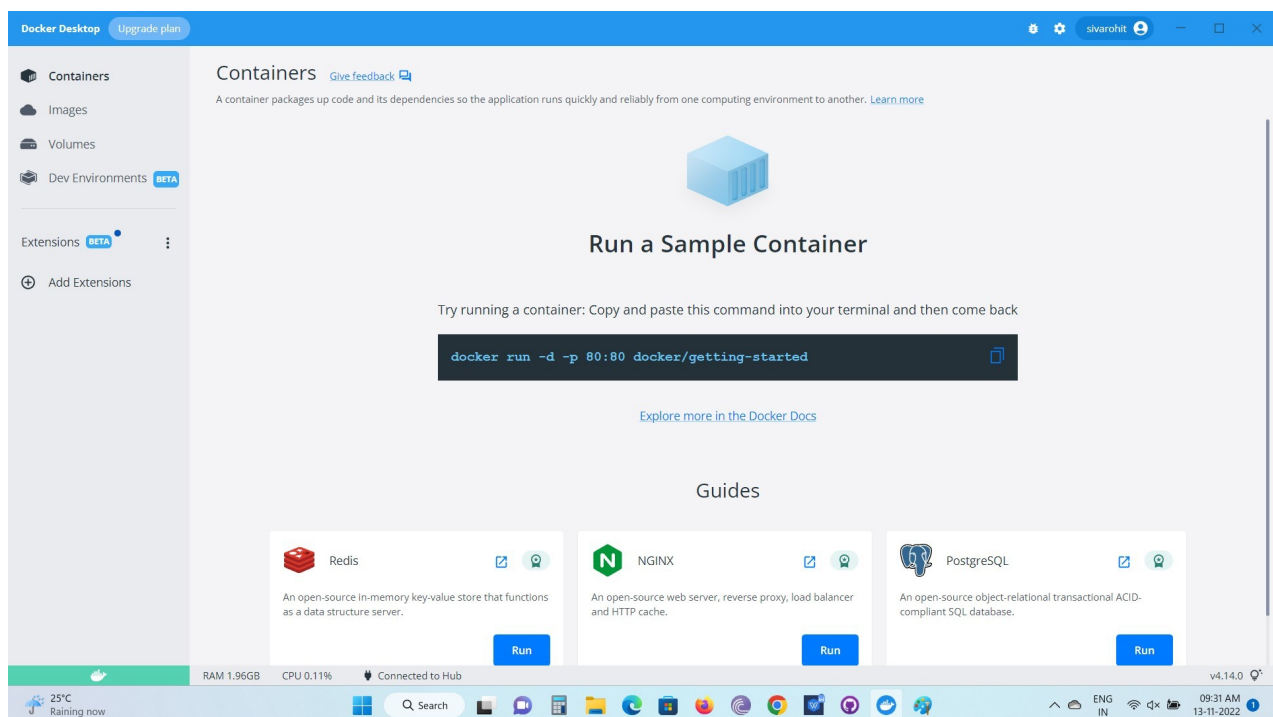 Docker Desktop Upgrade plan
sivarohit
Containers
Images
Volumes
Dev Environments BETA
Extensions BETA
Add Extensions
Containers Give feedback
A container packages up code and its dependencies so the application runs quickly and reliably from one computing environment to another. Learn more
Run a Sample Container
Try running a container: Copy and paste this command into your terminal and then come back
docker run -d -p 80:80 docker/getting-started
Explore more in the Docker Docs
Guides
Redis
An open-source in-memory key-value store that functions
as a data structure server.
Run
NGINX
An open-source web server, reverse proxy, load balancer
and HTTP cache.
Run
PostgreSQL
An open-source object-relational transactional ACID-
compliant SQL database.
Run
RAM 1.96GB CPU 0.11% Connected to Hub
v4.14.0
25°C
Raining now
Search
ENG
IN
09:31 AM
13-11-2022
1